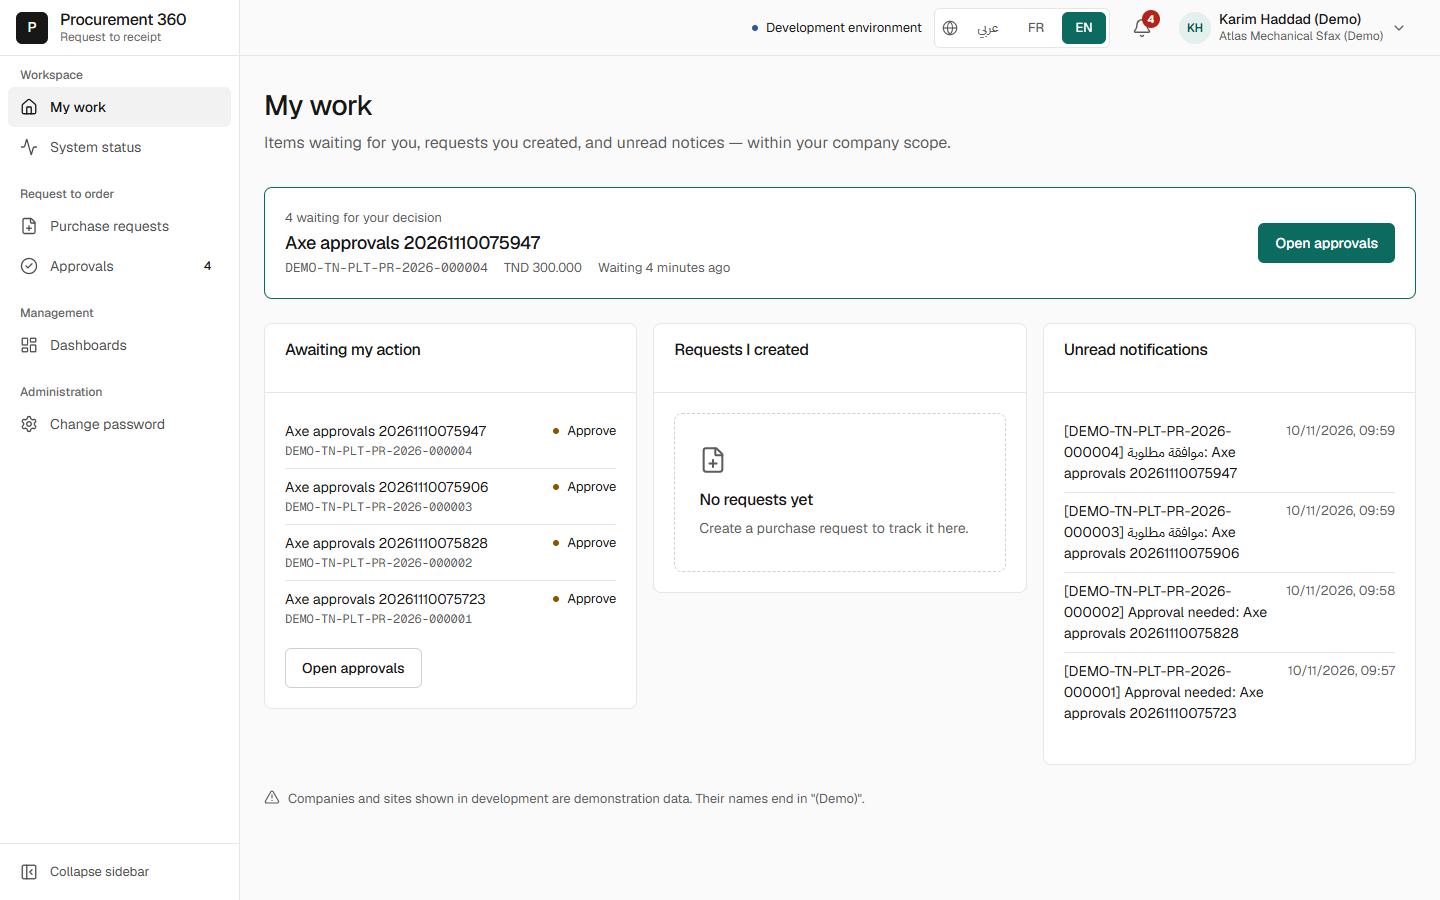 P
Procurement 360
Request to receipt
Development environment
عربي
FR
EN
4
KH
Karim Haddad (Demo)
Atlas Mechanical Sfax (Demo)
Workspace
My work
System status
Request to order
Purchase requests
Approvals
4
Management
Dashboards
Administration
Change password
Collapse sidebar
My work
Items waiting for you, requests you created, and unread notices — within your company scope.
4 waiting for your decision
Axe approvals 20261110075947
DEMO-TN-PLT-PR-2026-000004 TND 300.000 Waiting 4 minutes ago
Open approvals
Awaiting my action
Axe approvals 20261110075947
Approve
DEMO-TN-PLT-PR-2026-000004
Axe approvals 20261110075906
Approve
DEMO-TN-PLT-PR-2026-000003
Axe approvals 20261110075828
Approve
DEMO-TN-PLT-PR-2026-000002
Axe approvals 20261110075723
Approve
DEMO-TN-PLT-PR-2026-000001
Open approvals
Requests I created
No requests yet
Create a purchase request to track it here.
Unread notifications
[DEMO-TN-PLT-PR-2026-
10/11/2026, 09:59
000004] موافقة مطلوبة: Axe
approvals 20261110075947
[DEMO-TN-PLT-PR-2026-
10/11/2026, 09:59
000003] موافقة مطلوبة: Axe
approvals 20261110075906
[DEMO-TN-PLT-PR-2026-
10/11/2026, 09:58
000002] Approval needed: Axe
approvals 20261110075828
[DEMO-TN-PLT-PR-2026-
10/11/2026, 09:57
000001] Approval needed: Axe
approvals 20261110075723
Companies and sites shown in development are demonstration data. Their names end in "(Demo)".